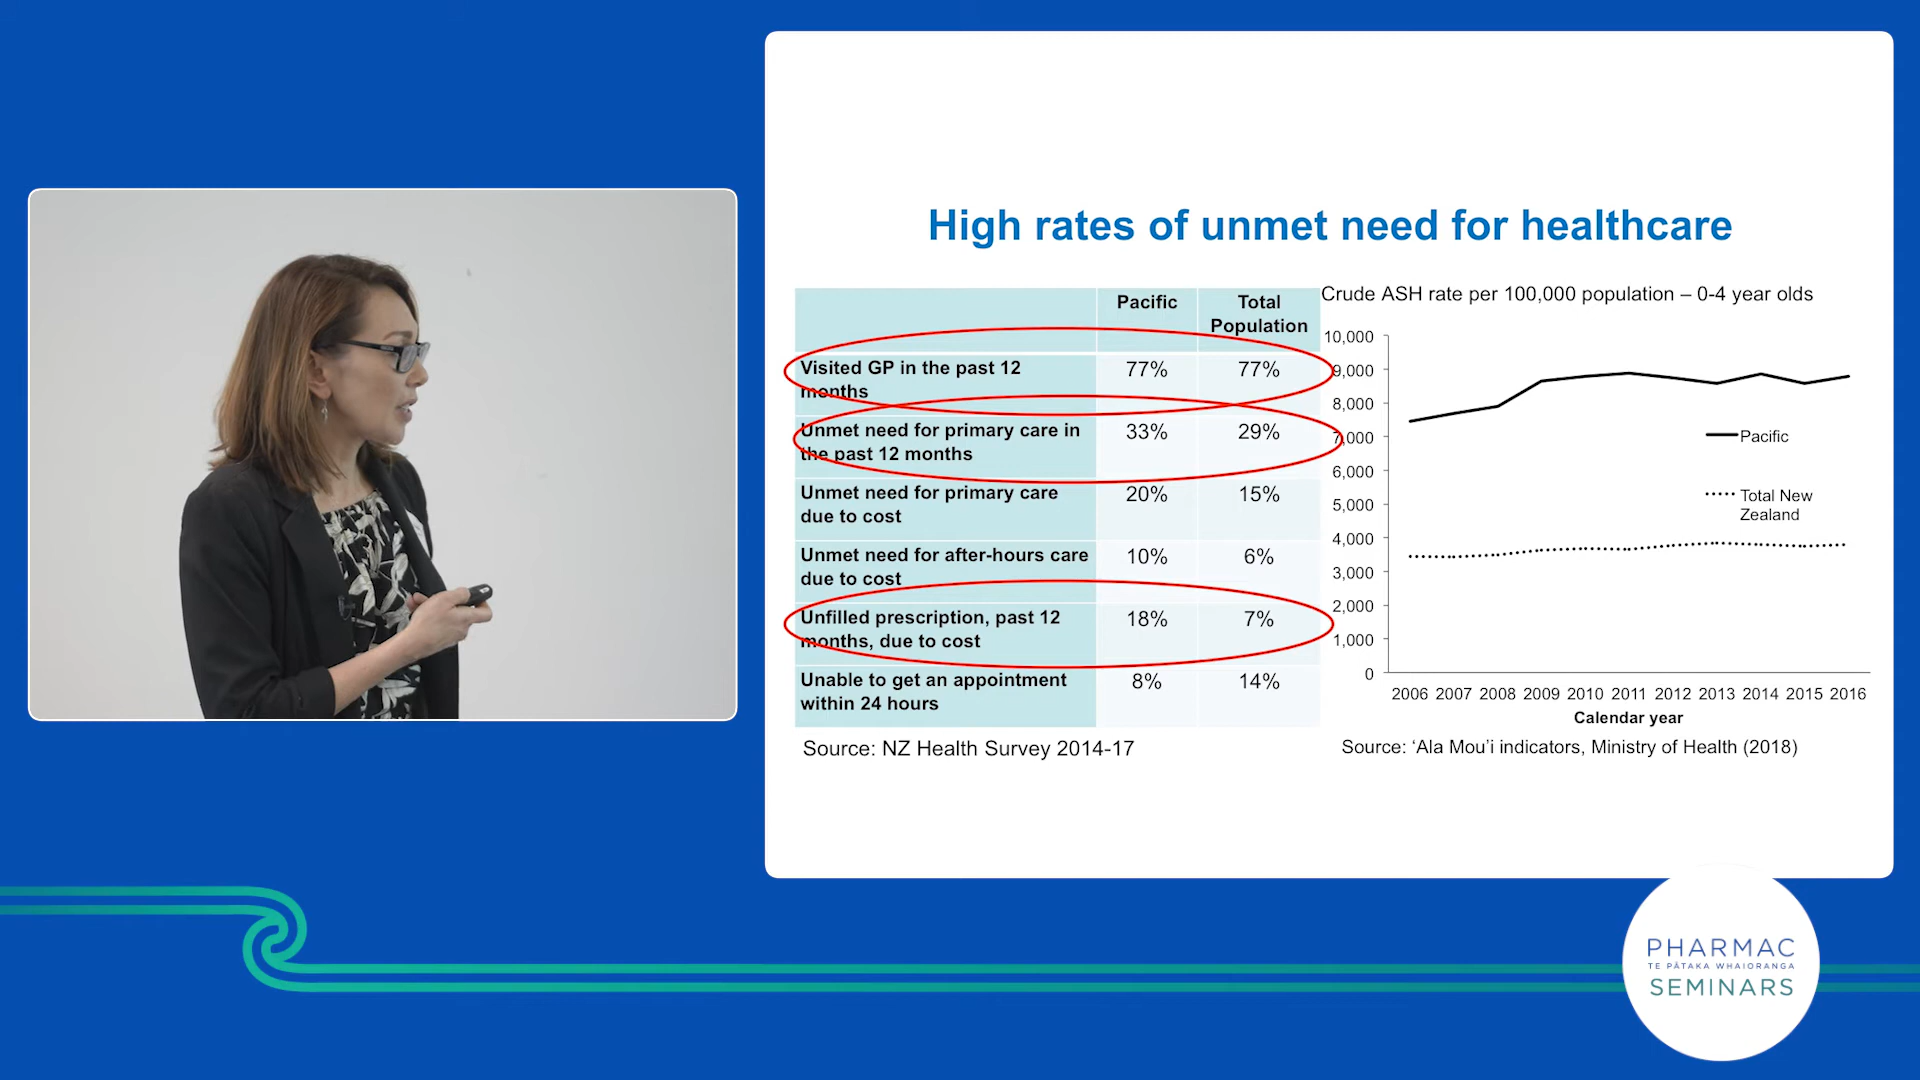 High rates of unmet need for healthcare
Pacific
Total
Population
Visited GP in the past 12
months
77%
77%
Unmet need for primary care in
the past 12 months
33%
29%
Unmet need for primary care
due to cost
20%
15%
Unmet need for after-hours care
due to cost
10%
6%
Unfilled prescription, past 12
months, due to cost
18%
7%
Unable to get an appointment
within 24 hours
8%
14%
Source: NZ Health Survey 2014-17
Crude ASH rate per 100,000 population – 0-4 year olds
10,000
9,000
8,000
7,000
6,000
5,000
4,000
3,000
2,000
1,000
0
Pacific
Total New
Zealand
2006 2007 2008 2009 2010 2011 2012 2013 2014 2015 2016
Calendar year
Source: ‘Ala Mou’i indicators, Ministry of Health (2018)
PHARMAC
TE PĀTAKA WHAIORANGA
SEMINARS